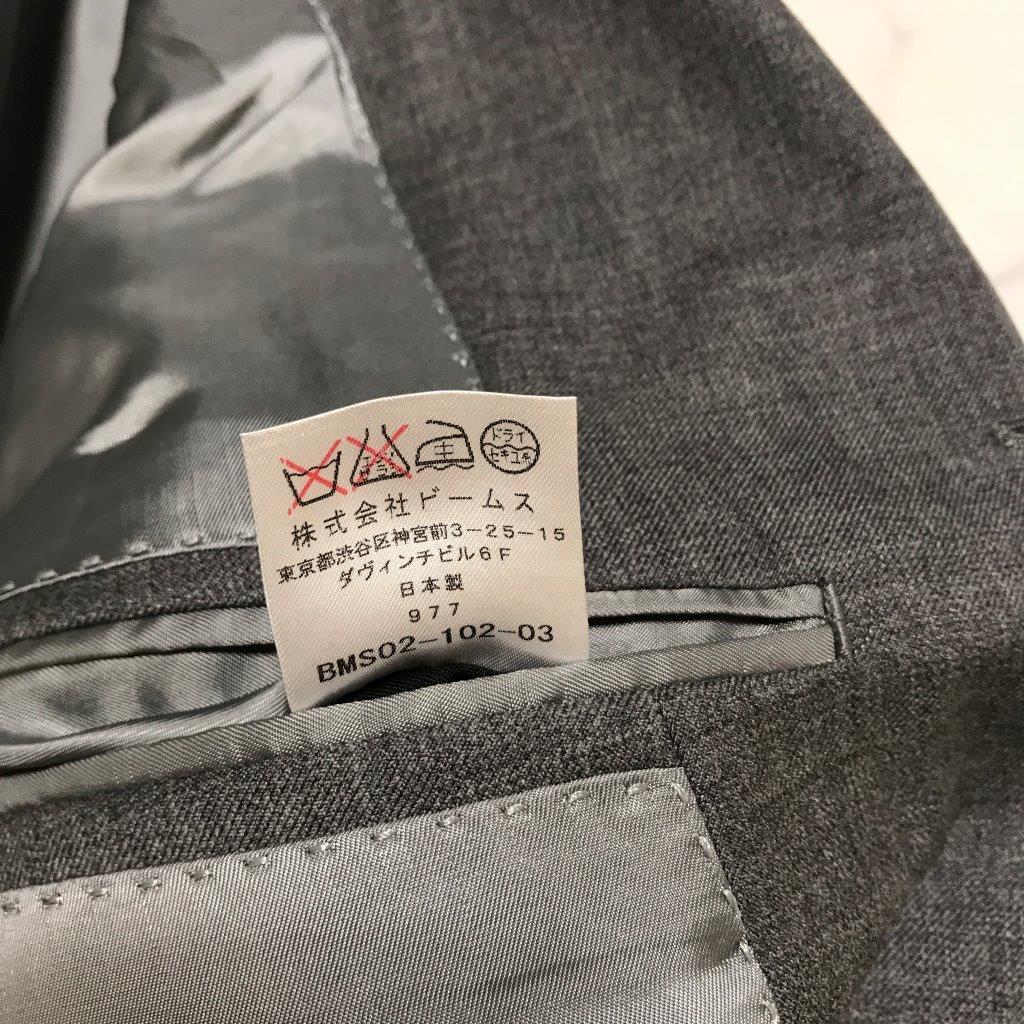 ドライ
セキユ系
株式会社ドームス
東京都渋谷区神宮前3-25-15
ダヴィンチビル6F
日本製
977
BMS02-102-03